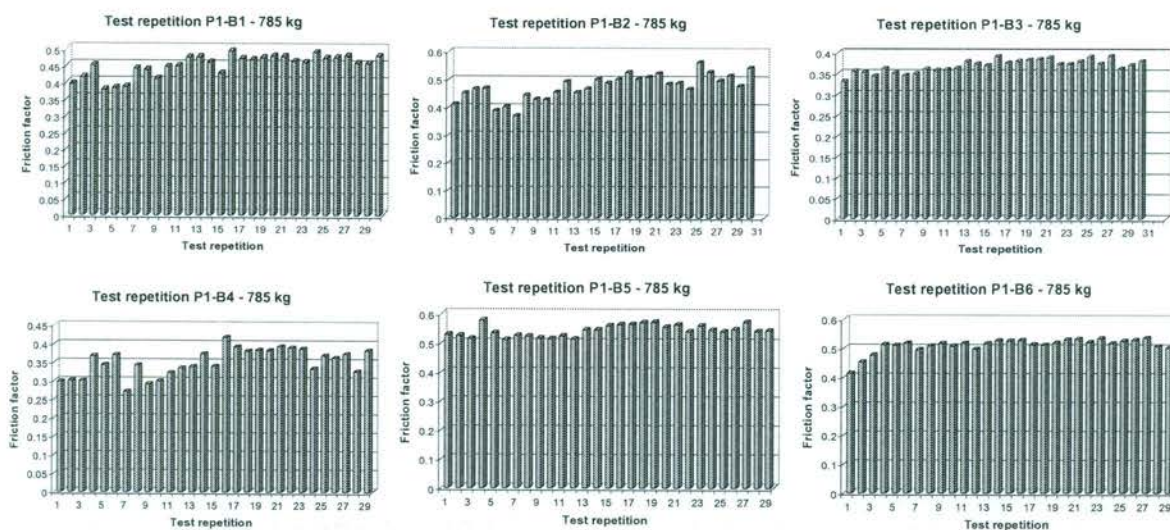 Test repetition P1-B1 - 785 kg
Friction factor
0.5
0.45
0.4
0.35
0.3
0.25
0.2
0.15
0.1
0.05
0
1 3 5 7 9 11 13 15 17 19 21 23 25 27 29
Test repetition
Test repetition P1-B2 - 785 kg
Friction factor
0.6
0.5
0.4
0.3
0.2
0.1
0
1 3 5 7 9 11 13 15 17 19 21 23 25 27 29 31
Test repetition
Test repetition P1-B3 - 785 kg
Friction factor
0.4
0.35
0.3
0.25
0.2
0.15
0.1
0.05
0
1 3 5 7 9 11 13 15 17 19 21 23 25 27 29 31
Test repetition
Test repetition P1-B4 - 785 kg
Friction factor
0.45
0.4
0.35
0.3
0.25
0.2
0.15
0.1
0.05
0
1 3 5 7 9 11 13 15 17 19 21 23 25 27 29
Test repetition
Test repetition P1-B5 - 785 kg
Friction factor
0.6
0.5
0.4
0.3
0.2
0.1
0
1 3 5 7 9 11 13 15 17 19 21 23 25 27 29
Test repetition
Test repetition P1-B6 - 785 kg
Friction factor
0.6
0.5
0.4
0.3
0.2
0.1
0
1 3 5 7 9 11 13 15 17 19 21 23 25 27 29
Test repetition